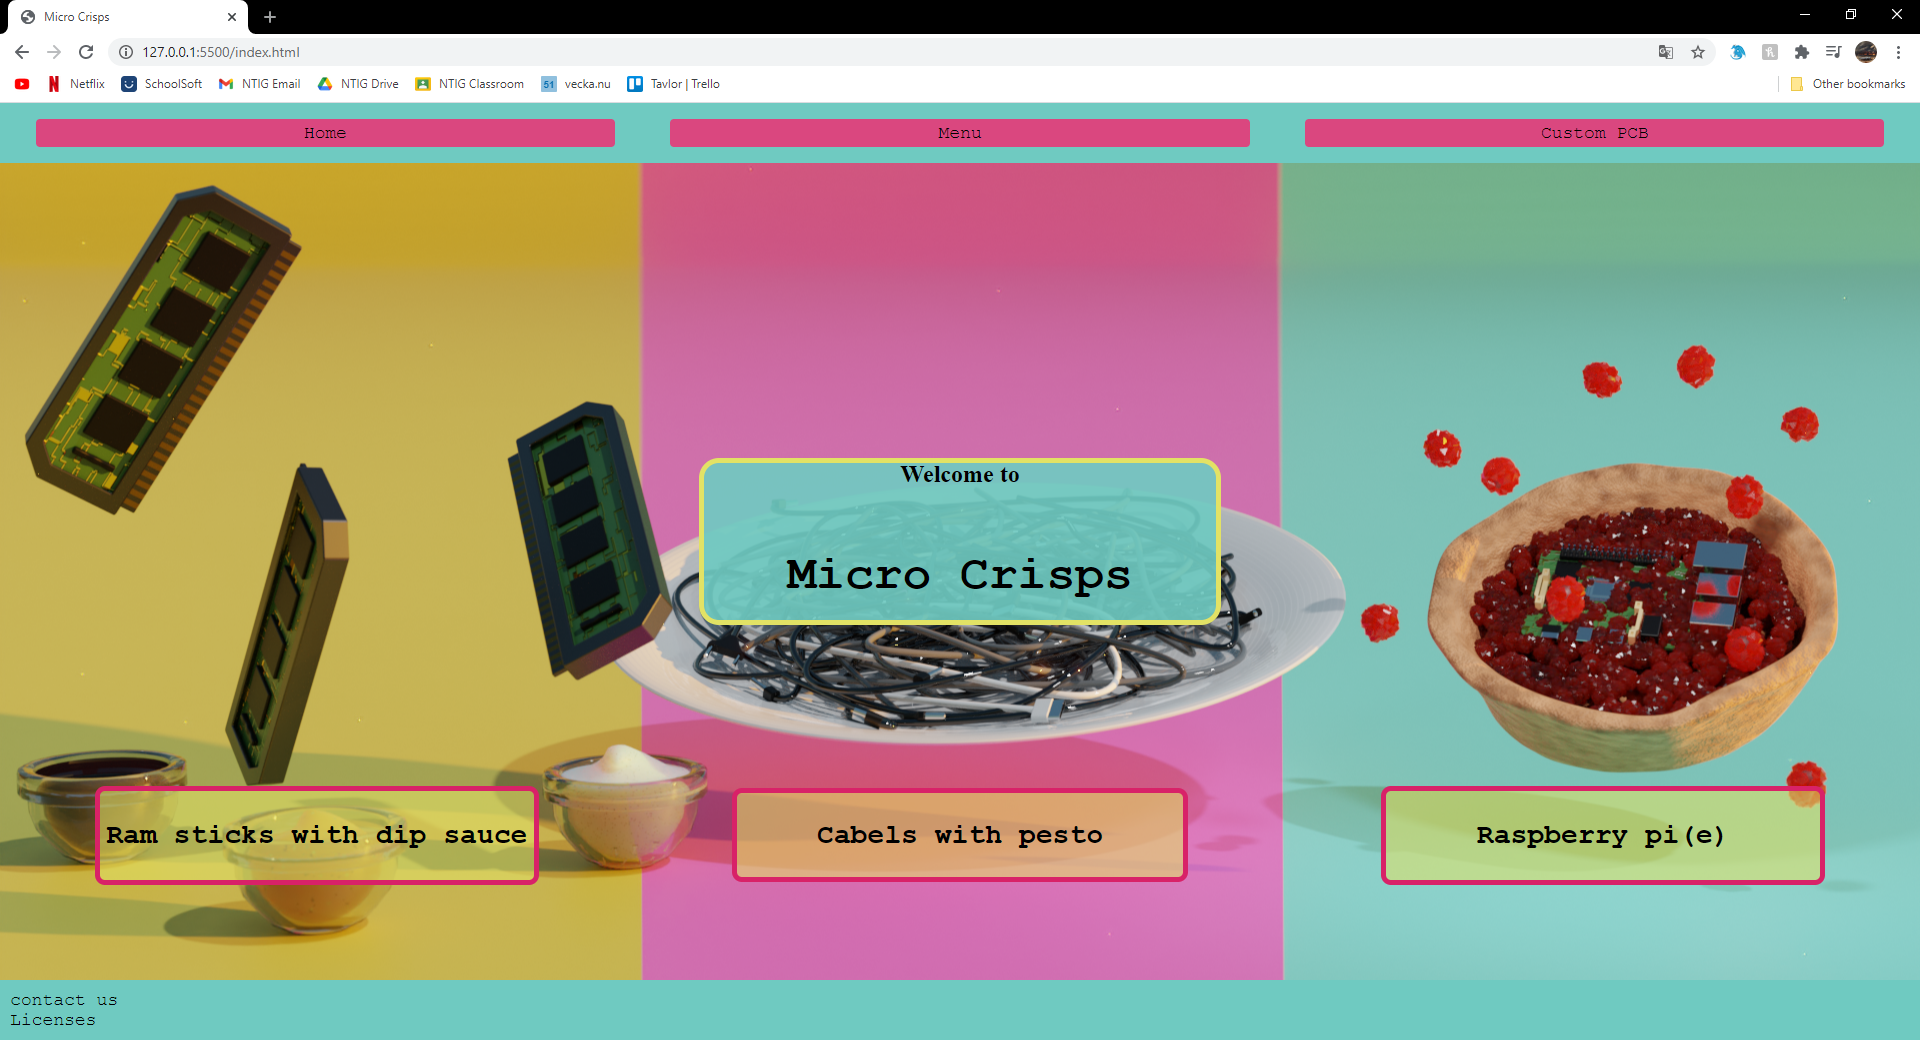 Micro Crisps
127.0.0.1:5500/index.html
Netflix SchoolSoft NTIG Email NTIG Drive NTIG Classroom 51 vecka.nu Tavlor | Trello Other bookmarks
Home Menu Custom PCB
Welcome to
Micro Crisps
Ram sticks with dip sauce Cabels with pesto Raspberry pi(e)
contact us
Licenses